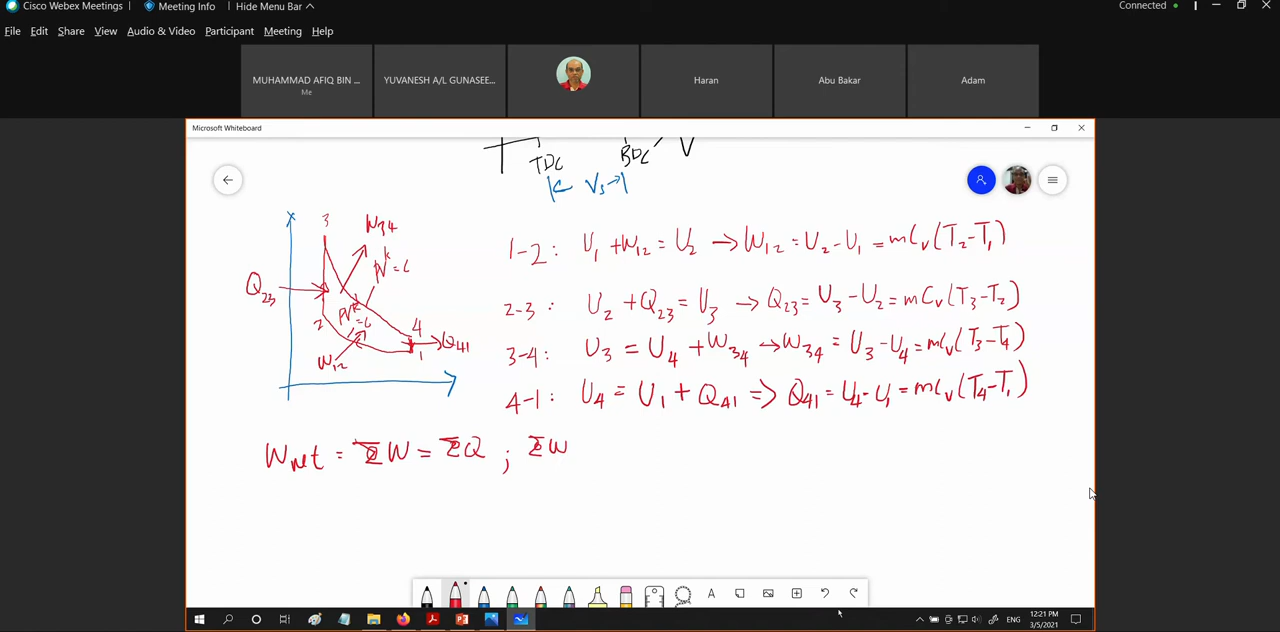 Cisco Webex Meetings
Meeting Info
Hide Menu Bar
Connected
File Edit Share View Audio & Video Participant Meeting Help
MUHAMMAD AFIQ BIN ...
Me
YUVANESH A/L GUNASEE...
Haran
Abu Bakar
Adam
Microsoft Whiteboard
TDC BDC V
V₃
3
W₃₄
PVᵏ=C
Q₂₃
2
PVᵏ=C
4
Q₄₁
1
W₁₂
1-2: U₁ + W₁₂ = U₂ → W₁₂ = U₂ - U₁ = mCᵥ(T₂-T₁)
2-3: U₂ + Q₂₃ = U₃ → Q₂₃ = U₃ - U₂ = mCᵥ(T₃-T₂)
3-4: U₃ = U₄ + W₃₄ → W₃₄ = U₃ - U₄ = mCᵥ(T₃-T₄)
4-1: U₄ = U₁ + Q₄₁ ⇒ Q₄₁ = U₄ - U₁ = mCᵥ(T₄-T₁)
Wnet = ΣW = ΣQ ; ΣW
A
ENG
12:21 PM
3/5/2021